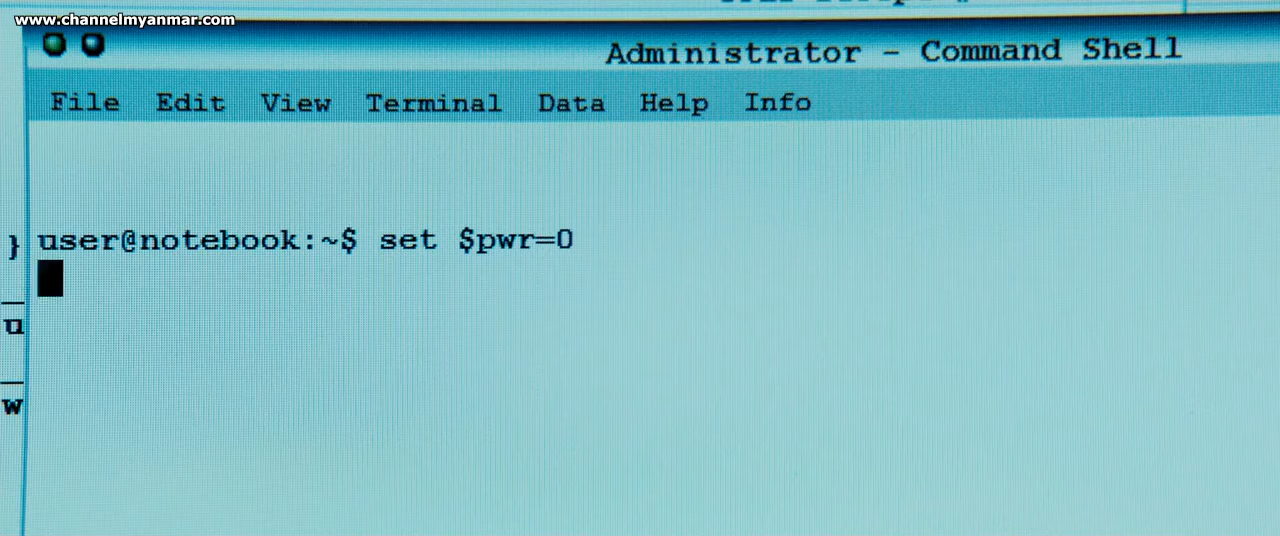 www.channelmyanmar.com
Administrator - Command Shell
File Edit View Terminal Data Help Info
} user@notebook:~$ set $pwr=0
u
w